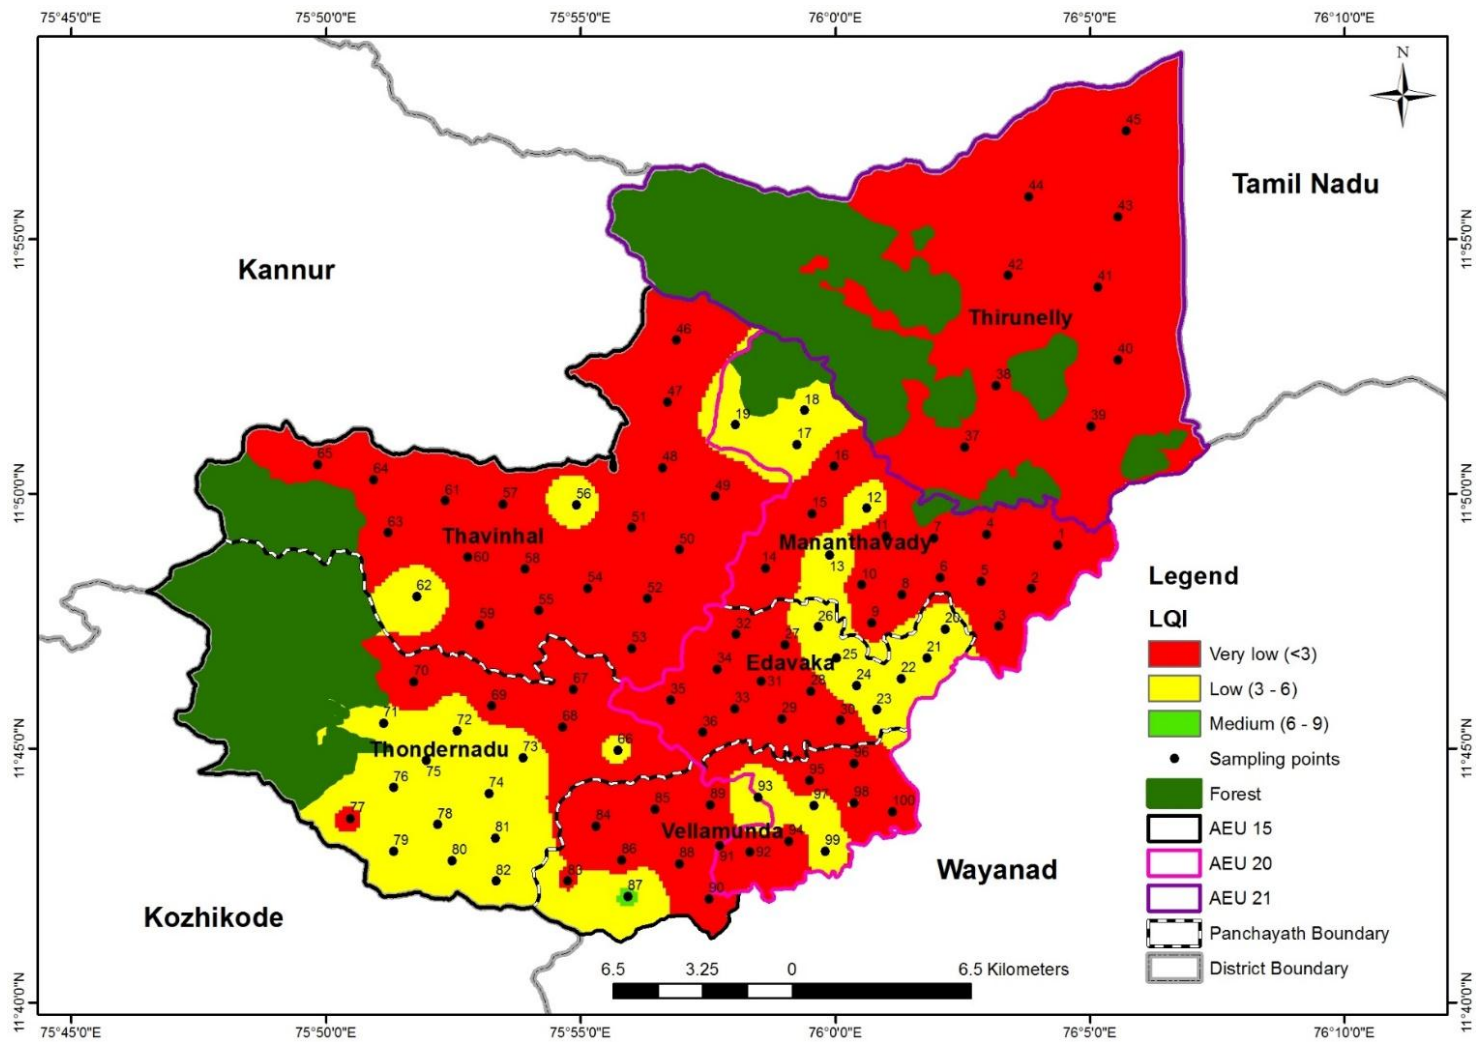 75°45'0"E 75°50'0"E 75°55'0"E 76°0'0"E 76°5'0"E 76°10'0"E
N
45
Tamil Nadu
44
43
11°55'0"N 11°55'0"N
Kannur
42
41
Thirunelly
46
40
38
47
18
19
39
17
37
65
16
48
64
11°50'0"N 11°50'0"N
61 57 56
49
12
15
63
51
Thavinhal
11 7 4
1
Mananthavady
50
60 58
14
13
6
5
54
10
8
2
62
52
55
59
9
26
20
3
32
27
53
Edavaka
25
21
34
70
31
28
24
22
67
35
69
33
23
29
30
71
72
68
36
11°45'0"N 11°45'0"N
Thondernadu
73
66
96
75
95
76
74
93
97
98
100
77
85
89
84
78
Vellamunda
81
94
79
91
92
99
80
86
88
82
83
87
90
Wayanad
Kozhikode
Legend
LQI
Very low (<3)
Low (3 - 6)
Medium (6 - 9)
Sampling points
Forest
AEU 15
AEU 20
AEU 21
Panchayath Boundary
District Boundary
6.5 3.25 0 6.5 Kilometers
11°40'0"N 11°40'0"N
75°45'0"E 75°50'0"E 75°55'0"E 76°0'0"E 76°5'0"E 76°10'0"E